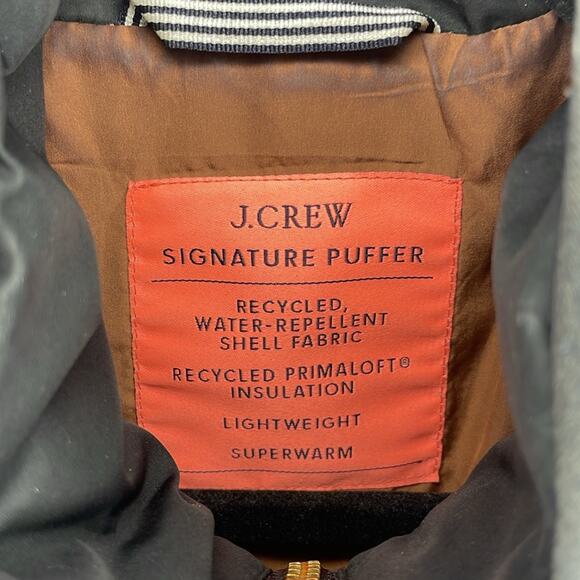 J.CREW
SIGNATURE PUFFER
RECYCLED,
WATER-REPELLENT
SHELL FABRIC
RECYCLED PRIMALOFT®
INSULATION
LIGHTWEIGHT
SUPERWARM